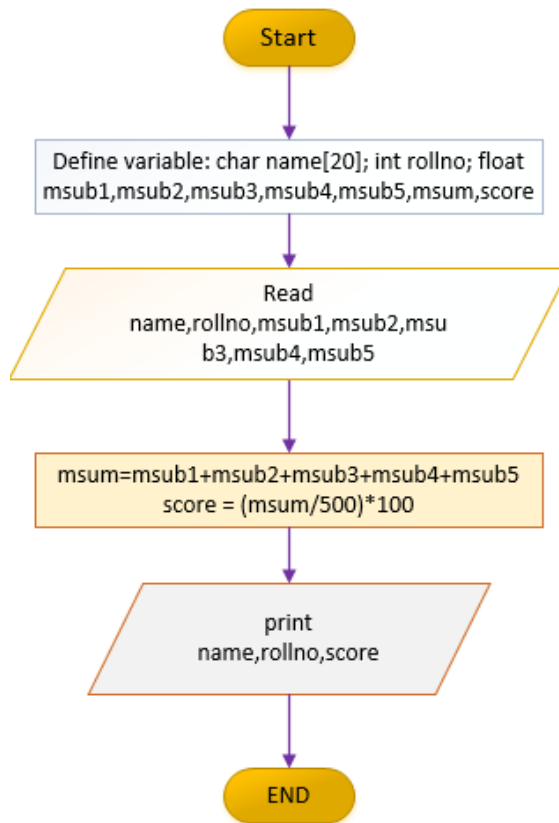 Start
Define variable: char name[20]; int rollno; float
msub1,msub2,msub3,msub4,msub5,msum,score
Read
name,rollno,msub1,msub2,msu
b3,msub4,msub5
msum=msub1+msub2+msub3+msub4+msub5
score = (msum/500)*100
print
name,rollno,score
END